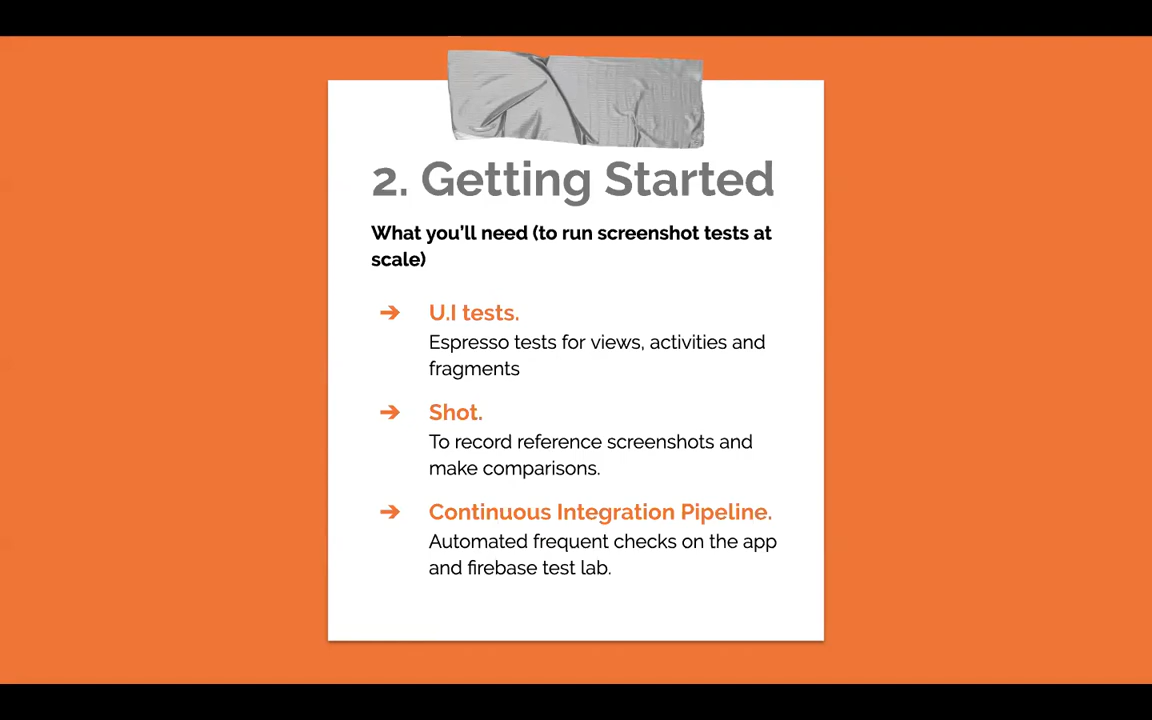 2. Getting Started
What you'll need (to run screenshot tests at
scale)
➔ U.I tests.
Espresso tests for views, activities and
fragments
➔ Shot.
To record reference screenshots and
make comparisons.
➔ Continuous Integration Pipeline.
Automated frequent checks on the app
and firebase test lab.